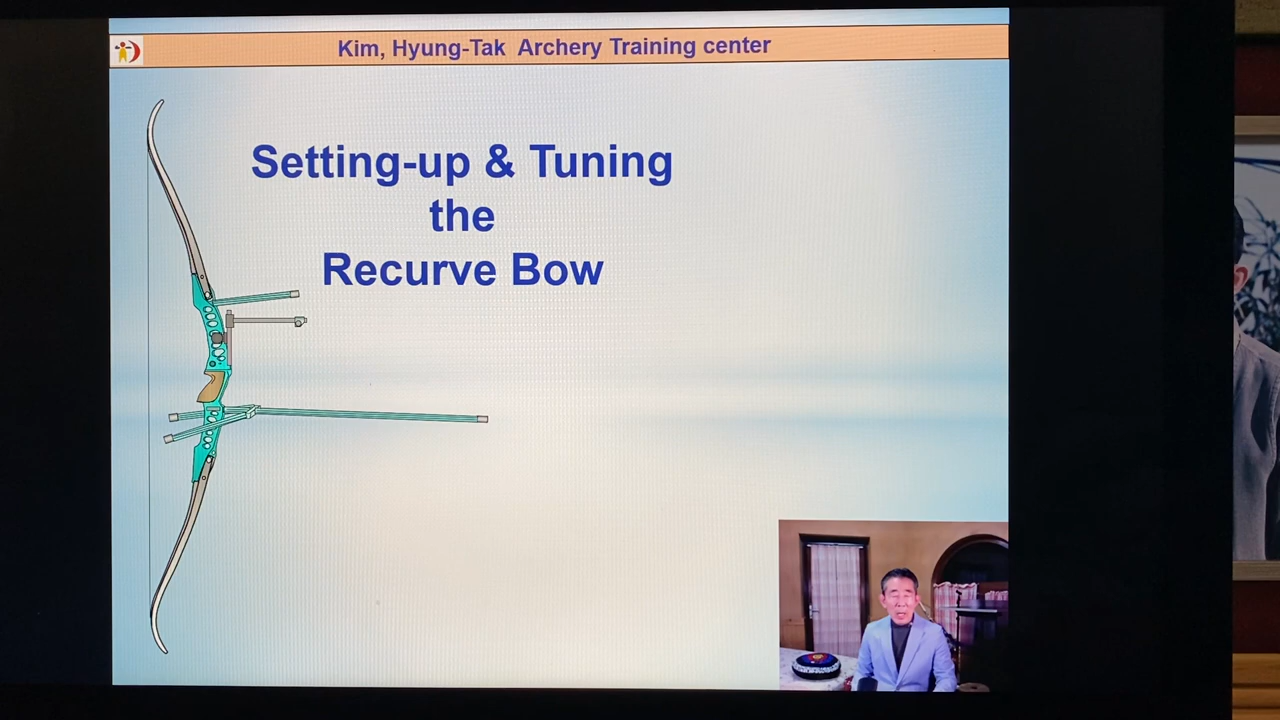 Kim, Hyung-Tak Archery Training center
Setting-up & Tuning
the
Recurve Bow